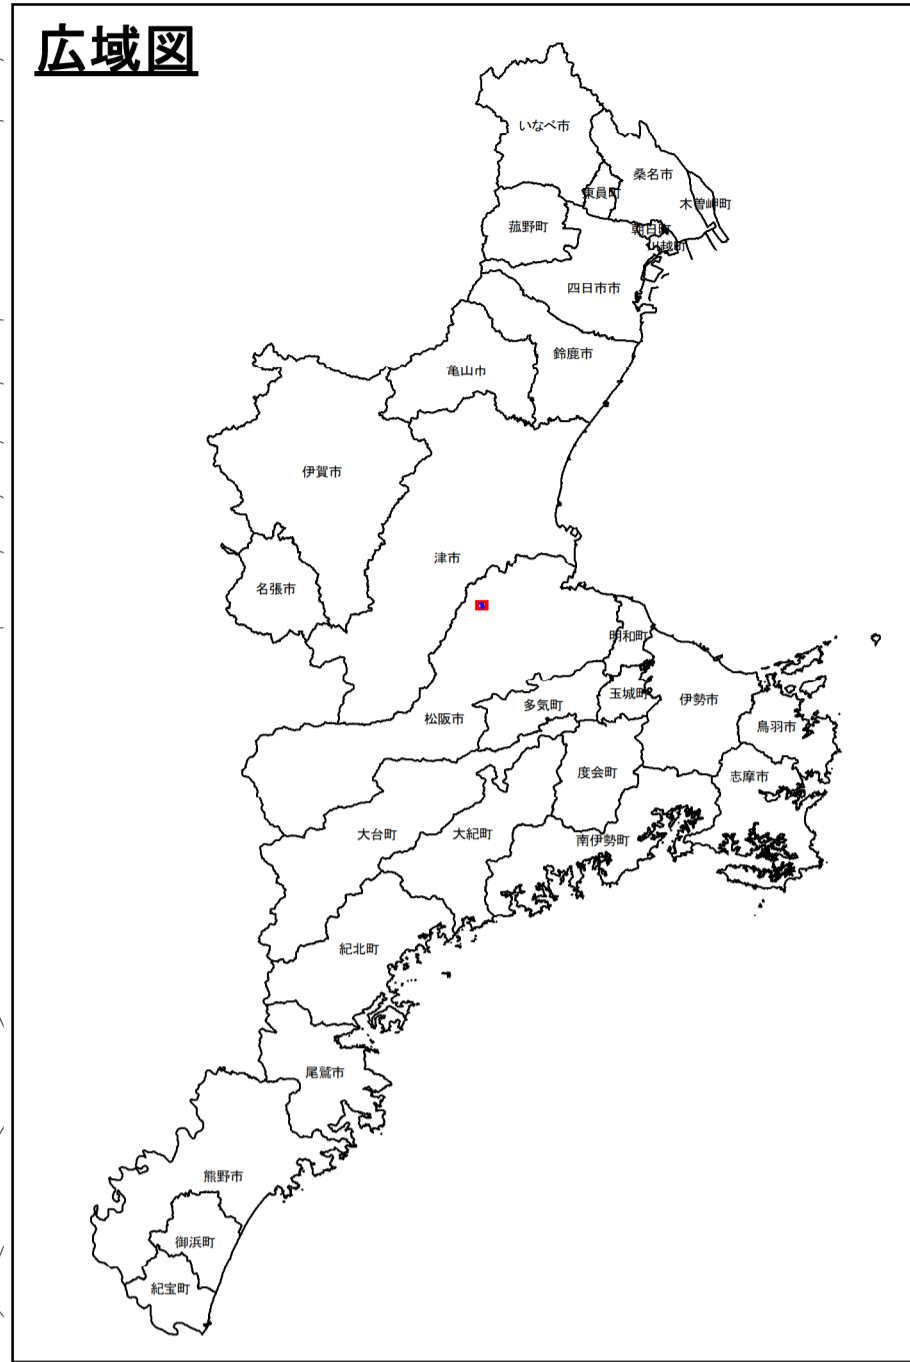 広域図
いなべ市
桑名市
東員町
木曽岬町
菰野町
朝日町
川越町
四日市市
鈴鹿市
亀山市
伊賀市
津市
名張市
明和町
玉城町
伊勢市
多気町
松阪市
鳥羽市
度会町
志摩市
大台町
大紀町
南伊勢町
紀北町
尾鷲市
熊野市
御浜町
紀宝町